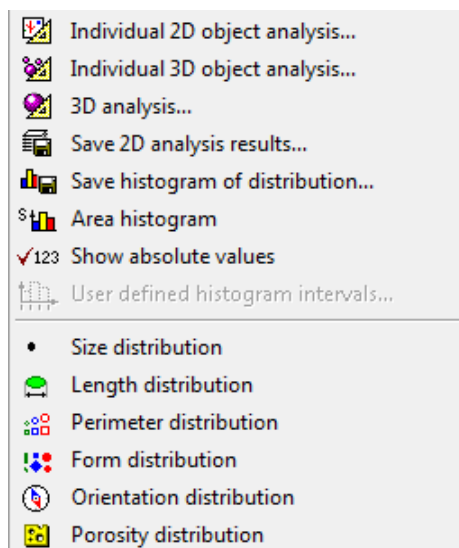 Individual 2D object analysis...
Individual 3D object analysis...
3D analysis...
Save 2D analysis results...
Save histogram of distribution...
S Area histogram
123 Show absolute values
User defined histogram intervals...
Size distribution
Length distribution
Perimeter distribution
Form distribution
Orientation distribution
Porosity distribution